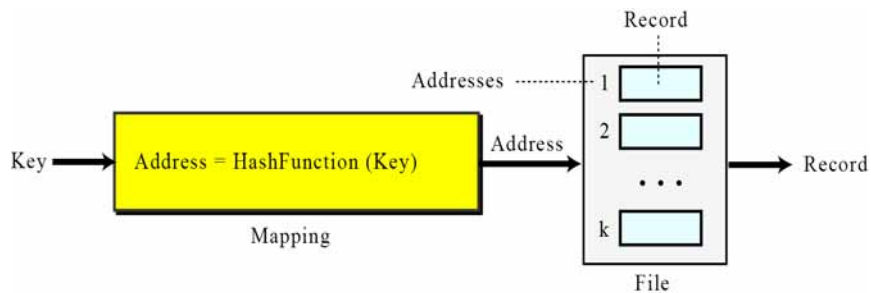 Record
Addresses
1
2
. . .
k
Key
Address = HashFunction (Key)
Address
Record
Mapping
File